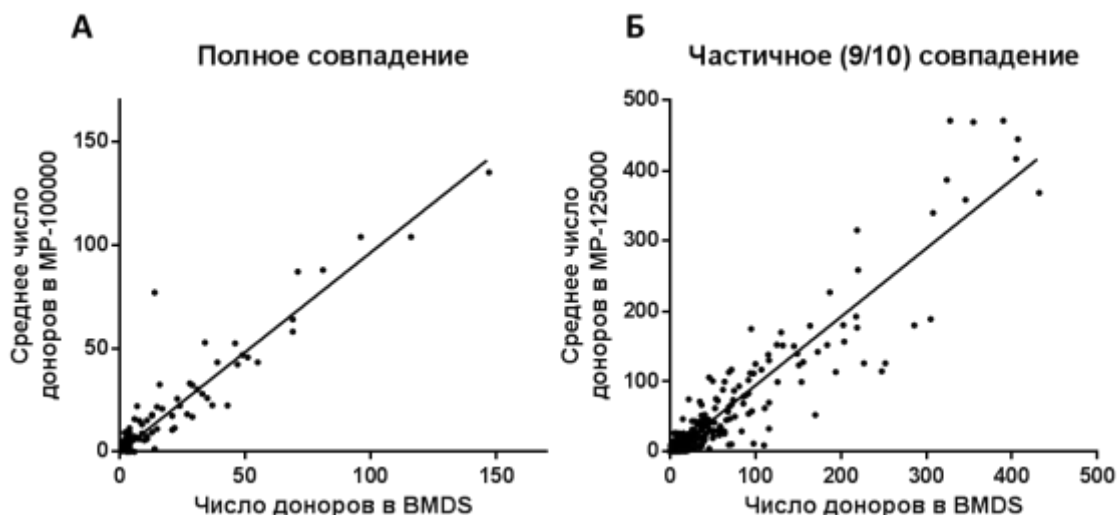 А
Полное совпадение
Среднее число
доноров в МР-100000
150
100
50
0
0 50 100 150
Число доноров в BMDS
Б
Частичное (9/10) совпадение
Среднее число
доноров в МР-125000
500
400
300
200
100
0
0 100 200 300 400 500
Число доноров в BMDS